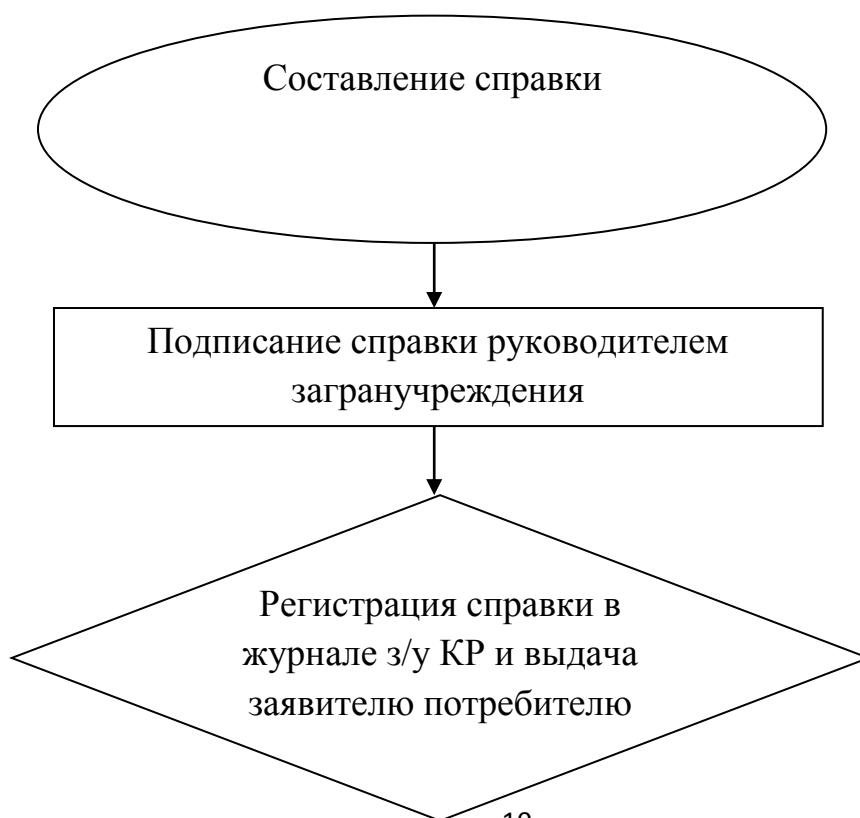 Составление справки
Подписание справки руководителем
загранучреждения
Регистрация справки в
журнале з/у КР и выдача
заявителю потребителю